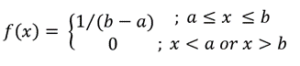 f(x) = { 1/(b − a) ; a ≤ x ≤ b
0 ; x < a or x > b